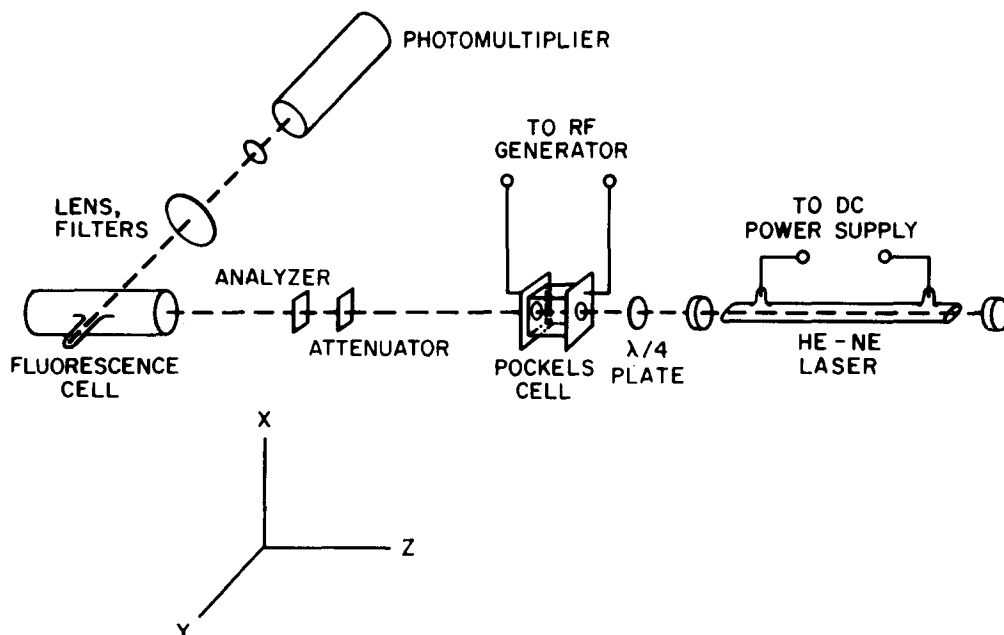 PHOTOMULTIPLIER
TO RF
GENERATOR
LENS,
FILTERS
TO DC
POWER SUPPLY
ANALYZER
ATTENUATOR
FLUORESCENCE
CELL
POCKELS
CELL
λ/4
PLATE
HE-NE
LASER
X
Z
Y